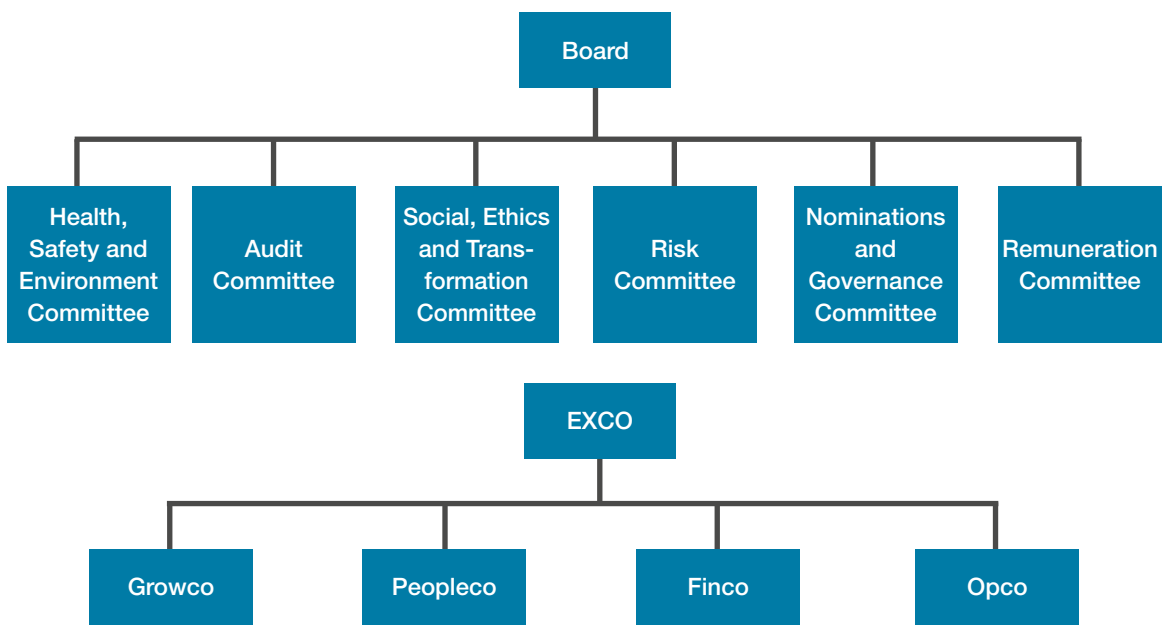 Board
Health,
Safety and
Environment
Committee
Audit
Committee
Social, Ethics
and Trans-
formation
Committee
Risk
Committee
Nominations
and
Governance
Committee
Remuneration
Committee
EXCO
Growco
Peopleco
Finco
Opco